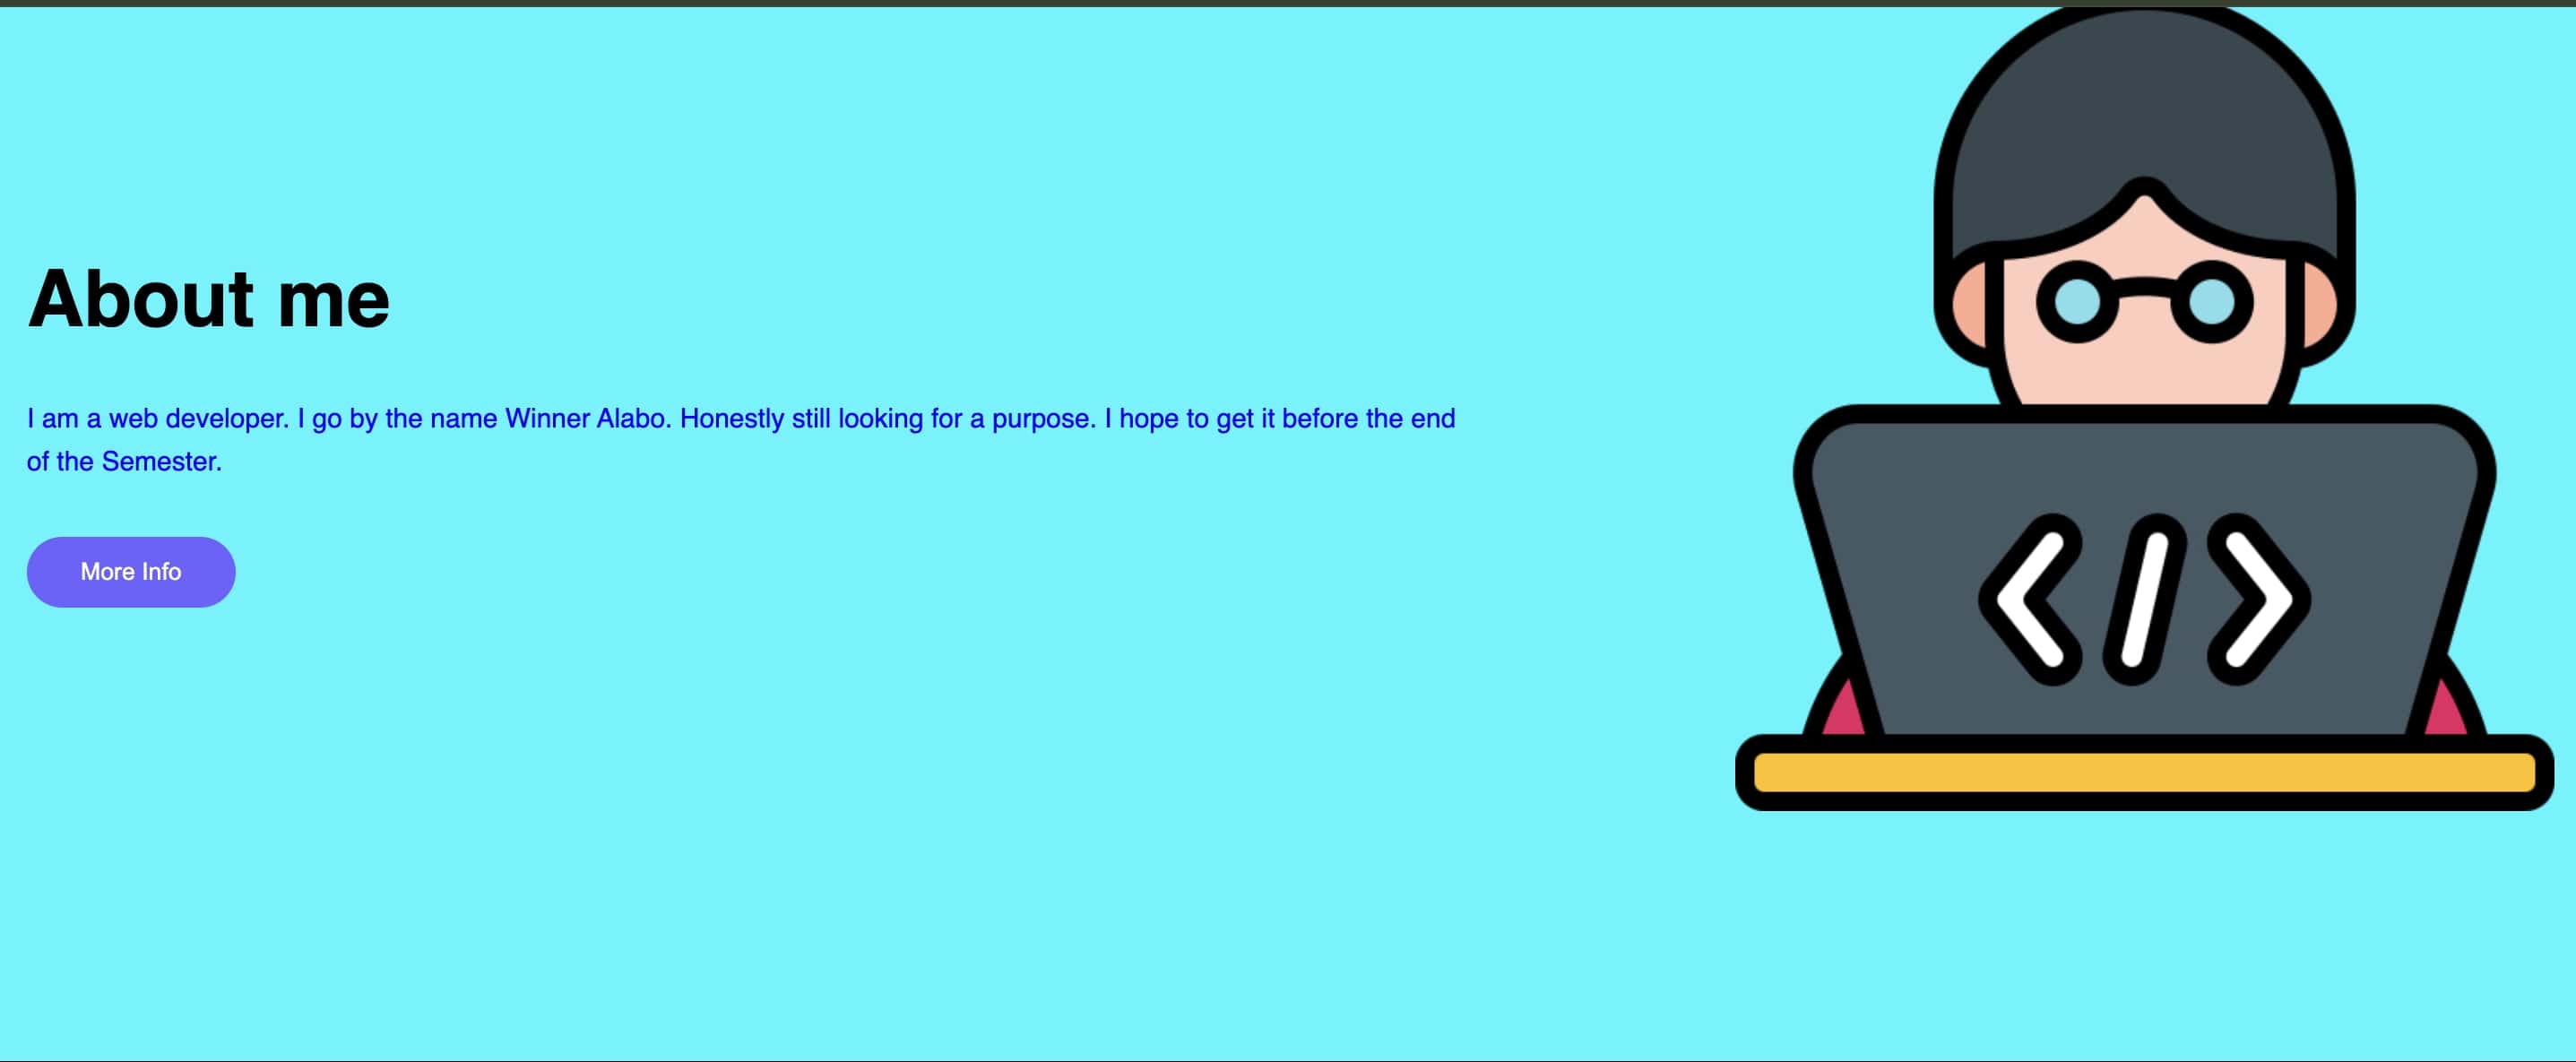 About me
I am a web developer. I go by the name Winner Alabo. Honestly still looking for a purpose. I hope to get it before the end
of the Semester.
More Info
</>